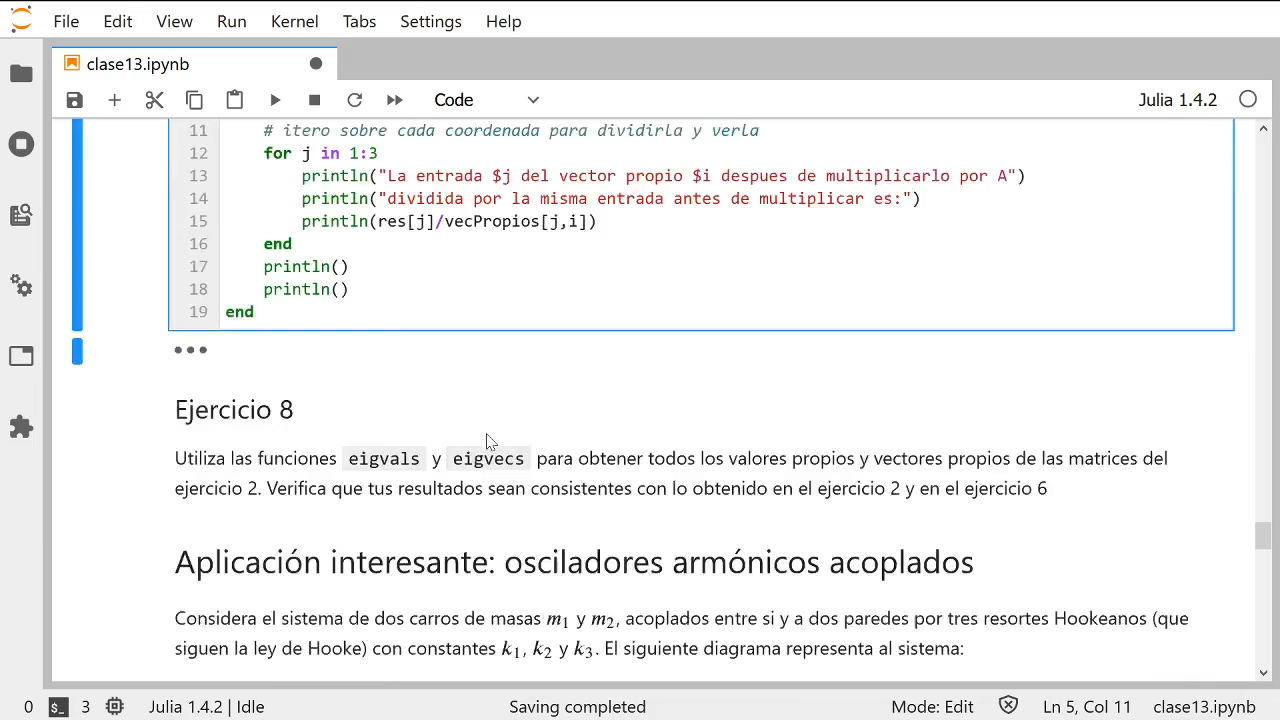 File Edit View Run Kernel Tabs Settings Help
clase13.ipynb
Code
Julia 1.4.2
11 # itero sobre cada coordenada para dividirla y verla
12 for j in 1:3
13 println("La entrada $j del vector propio $i despues de multiplicarlo por A")
14 println("dividida por la misma entrada antes de multiplicar es:")
15 println(res[j]/vecPropios[j,i])
16 end
17 println()
18 println()
19 end
Ejercicio 8
Utiliza las funciones eigvals y eigvecs para obtener todos los valores propios y vectores propios de las matrices del
ejercicio 2. Verifica que tus resultados sean consistentes con lo obtenido en el ejercicio 2 y en el ejercicio 6
Aplicación interesante: osciladores armónicos acoplados
Considera el sistema de dos carros de masas m₁ y m₂, acoplados entre si y a dos paredes por tres resortes Hookeanos (que
siguen la ley de Hooke) con constantes k₁, k₂ y k₃. El siguiente diagrama representa al sistema:
0 $_ 3 Julia 1.4.2 | Idle Saving completed Mode: Edit Ln 5, Col 11 clase13.ipynb